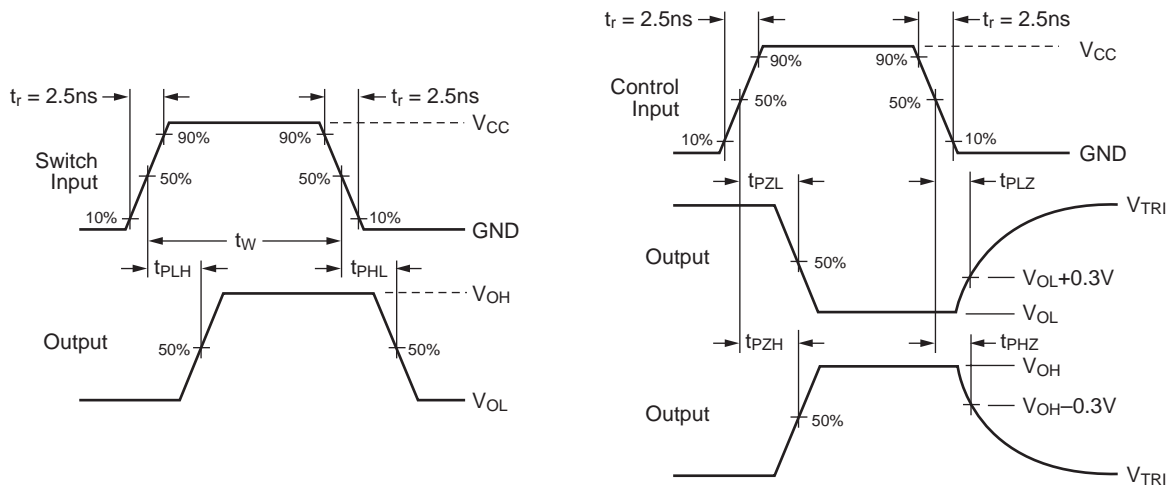 tr = 2.5ns
tr = 2.5ns
VCC
90%
90%
Switch
Input
50%
50%
10%
10%
GND
tW
tPLH
tPHL
VOH
Output
50%
50%
VOL
tr = 2.5ns
tr = 2.5ns
VCC
90%
90%
Control
Input
50%
50%
10%
10%
GND
tPZL
tPLZ
VTRI
Output
50%
VOL+0.3V
VOL
tPZH
tPHZ
VOH
VOH–0.3V
Output
50%
VTRI